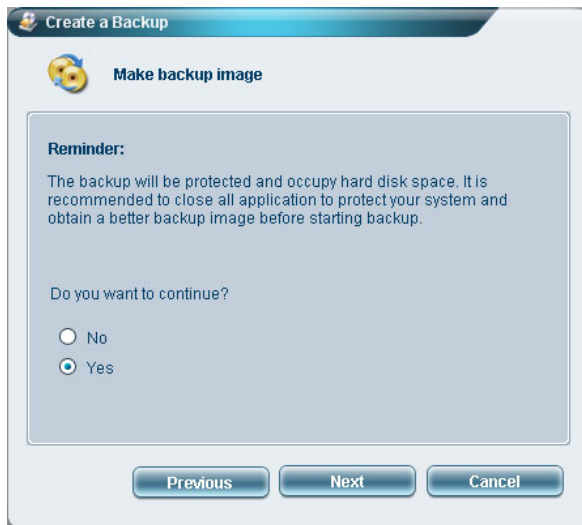 Create a Backup
Make backup image
Reminder:
The backup will be protected and occupy hard disk space. It is
recommended to close all application to protect your system and
obtain a better backup image before starting backup.
Do you want to continue?
No
Yes
Previous Next Cancel